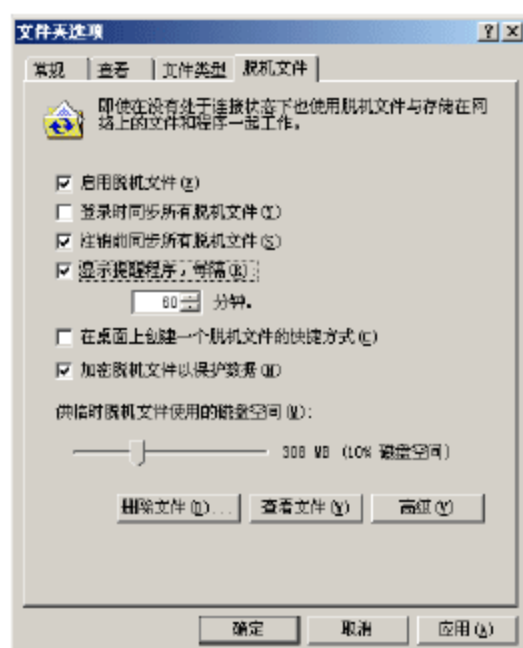 文件夹选项
常规 查看 文件类型 脱机文件
即使在没有处于连接状态下也使用脱机文件与存储在网
络上的文件和程序一起工作。
启用脱机文件(E)
登录时同步所有脱机文件(I)
注销前同步所有脱机文件(S)
显示提醒程序，每隔(R):
60 分钟。
在桌面上创建一个脱机文件的快捷方式(C)
加密脱机文件以保护数据(N)
供临时脱机文件使用的磁盘空间(M):
308 MB (10% 磁盘空间)
删除文件(D)... 查看文件(V) 高级(V)
确定 取消 应用(A)